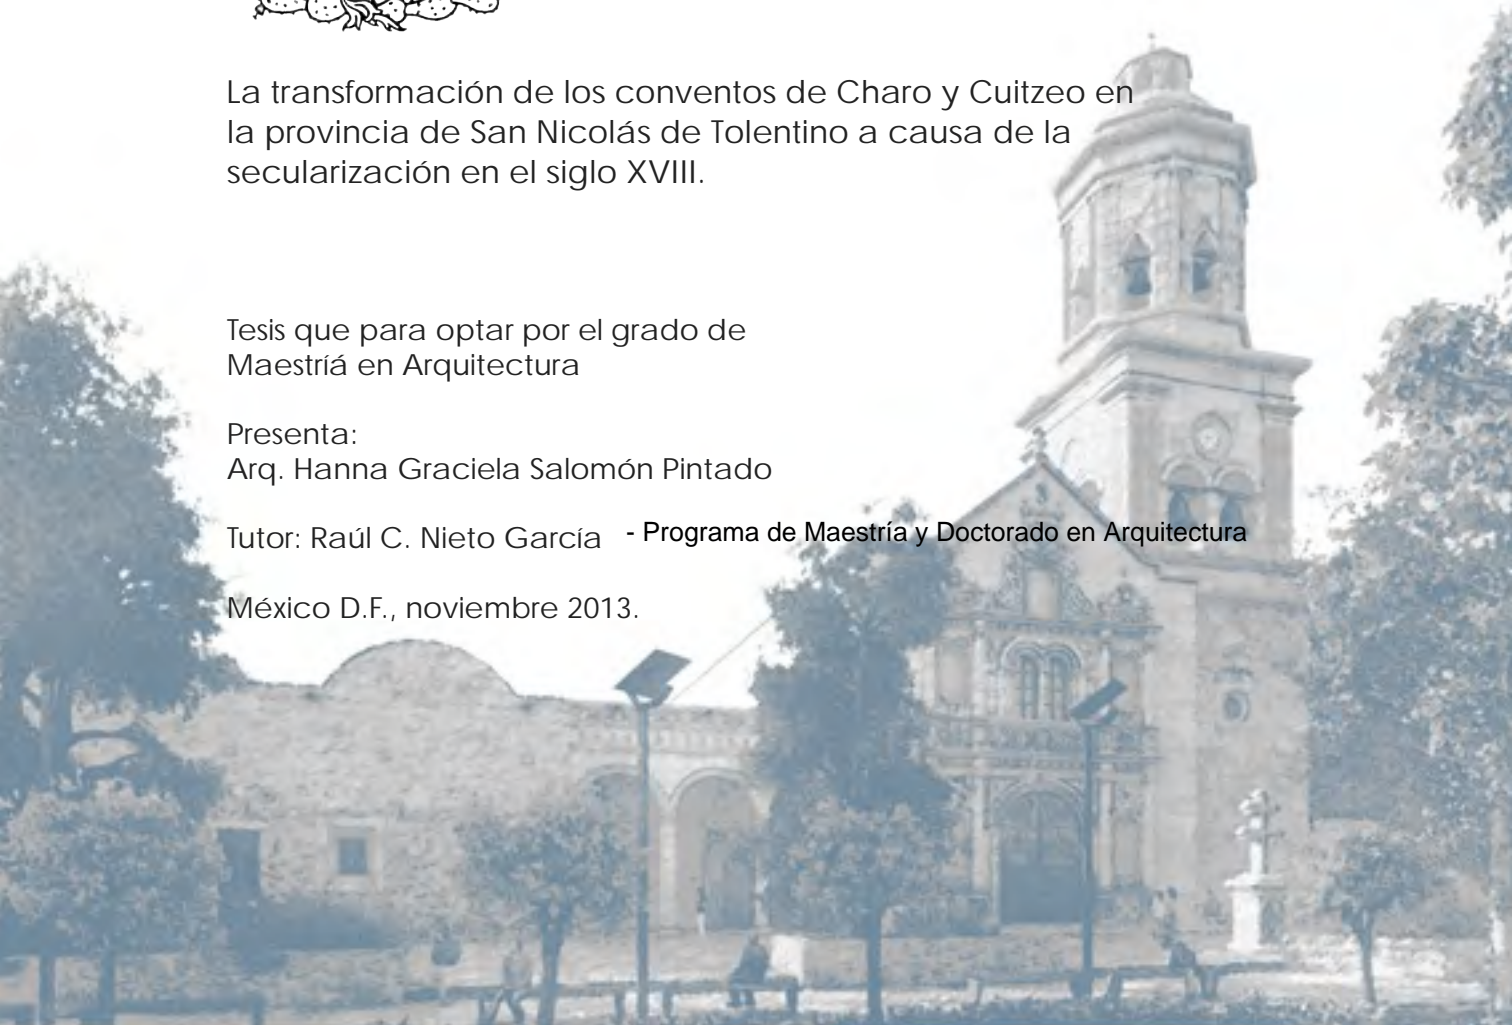 La transformación de los conventos de Charo y Cuitzeo en
la provincia de San Nicolás de Tolentino a causa de la
secularización en el siglo XVIII.
Tesis que para optar por el grado de
Maestríá en Arquitectura
Presenta:
Arq. Hanna Graciela Salomón Pintado
Tutor: Raúl C. Nieto García - Programa de Maestría y Doctorado en Arquitectura
México D.F., noviembre 2013.